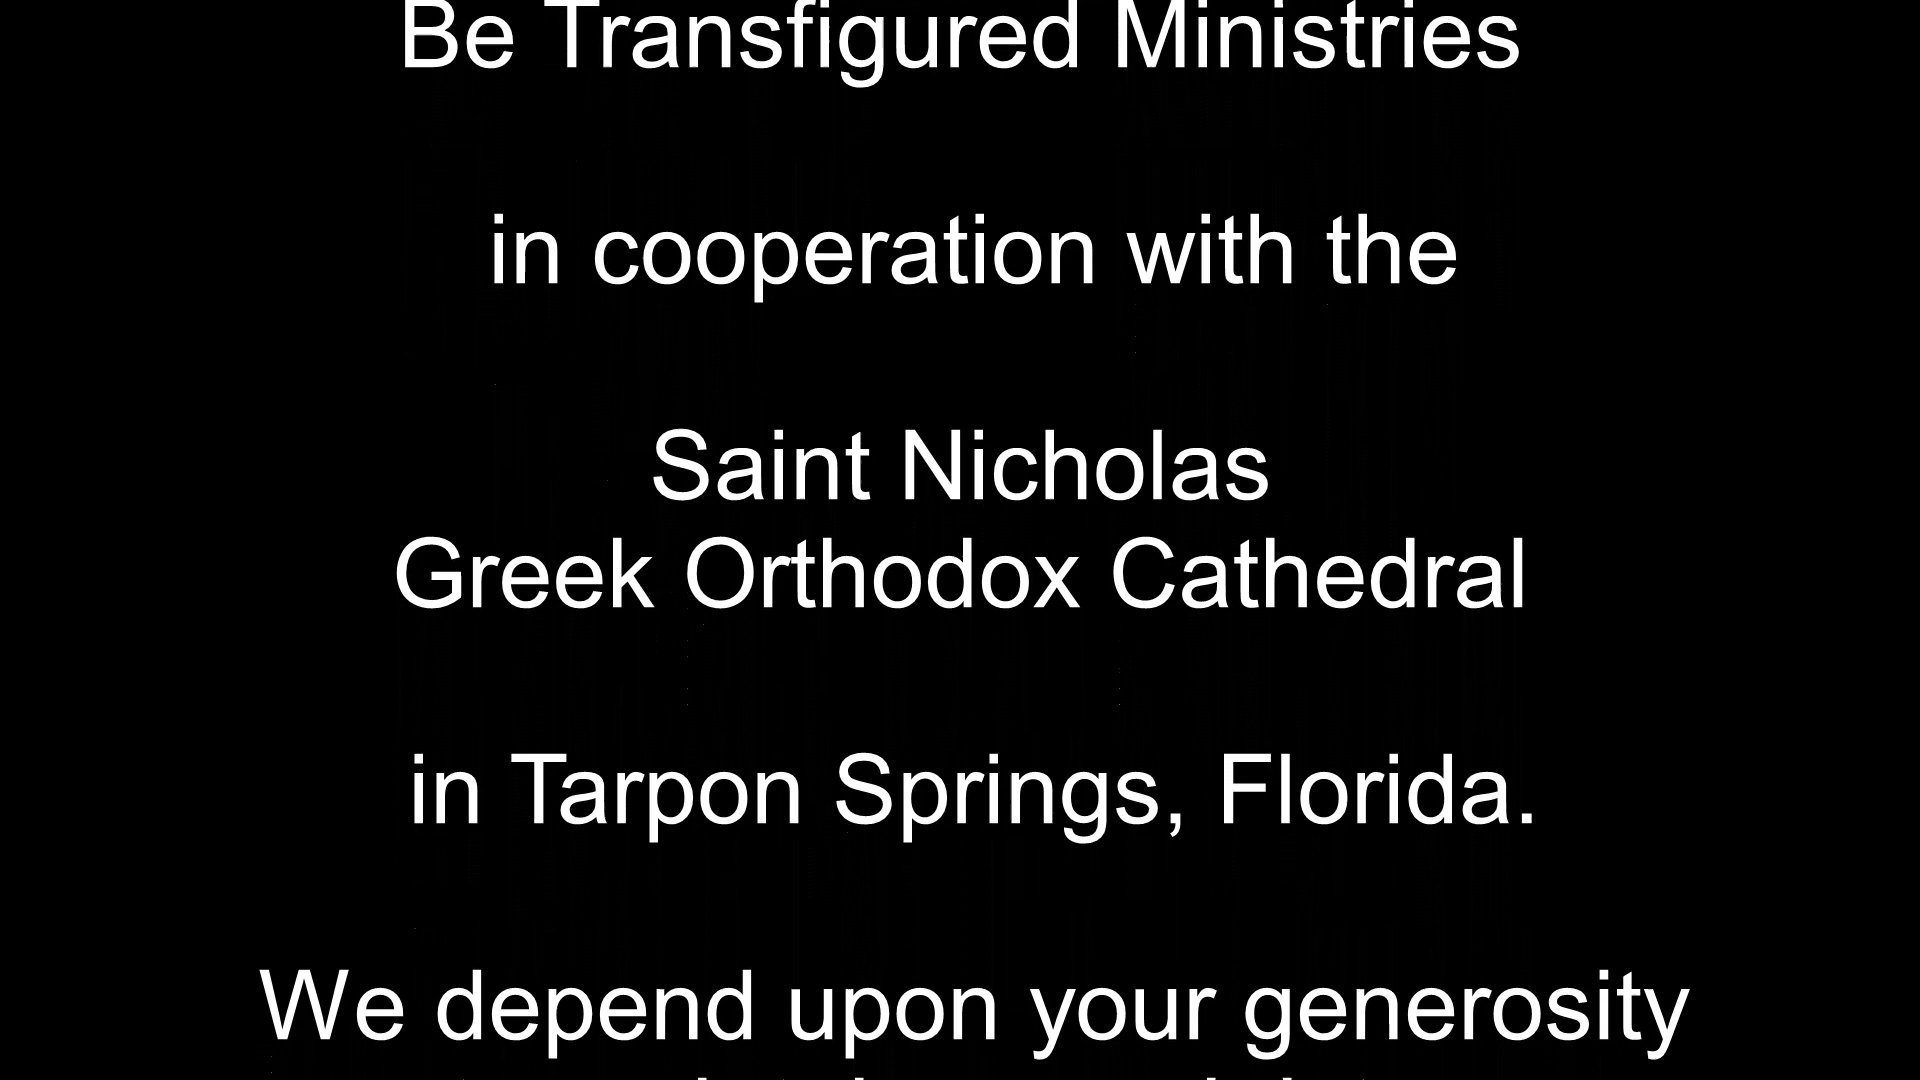 Be Transfigured Ministries
in cooperation with the
Saint Nicholas
Greek Orthodox Cathedral
in Tarpon Springs, Florida.
We depend upon your generosity